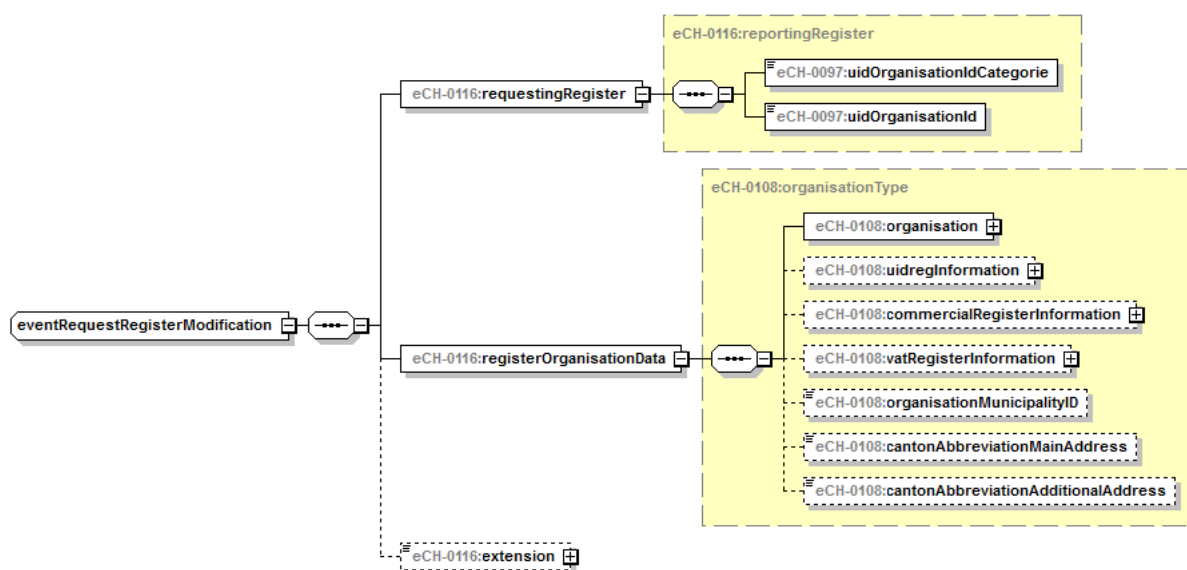 eCH-0116:reportingRegister
eCH-0097:uidOrganisationIdCategorie
eCH-0116:requestingRegister
eCH-0097:uidOrganisationId
eCH-0108:organisationType
eCH-0108:organisation
eCH-0108:uidregInformation
eCH-0108:commercialRegisterInformation
eventRequestRegisterModification
eCH-0116:registerOrganisationData
eCH-0108:vatRegisterInformation
eCH-0108:organisationMunicipalityID
eCH-0108:cantonAbbreviationMainAddress
eCH-0108:cantonAbbreviationAdditionalAddress
eCH-0116:extension